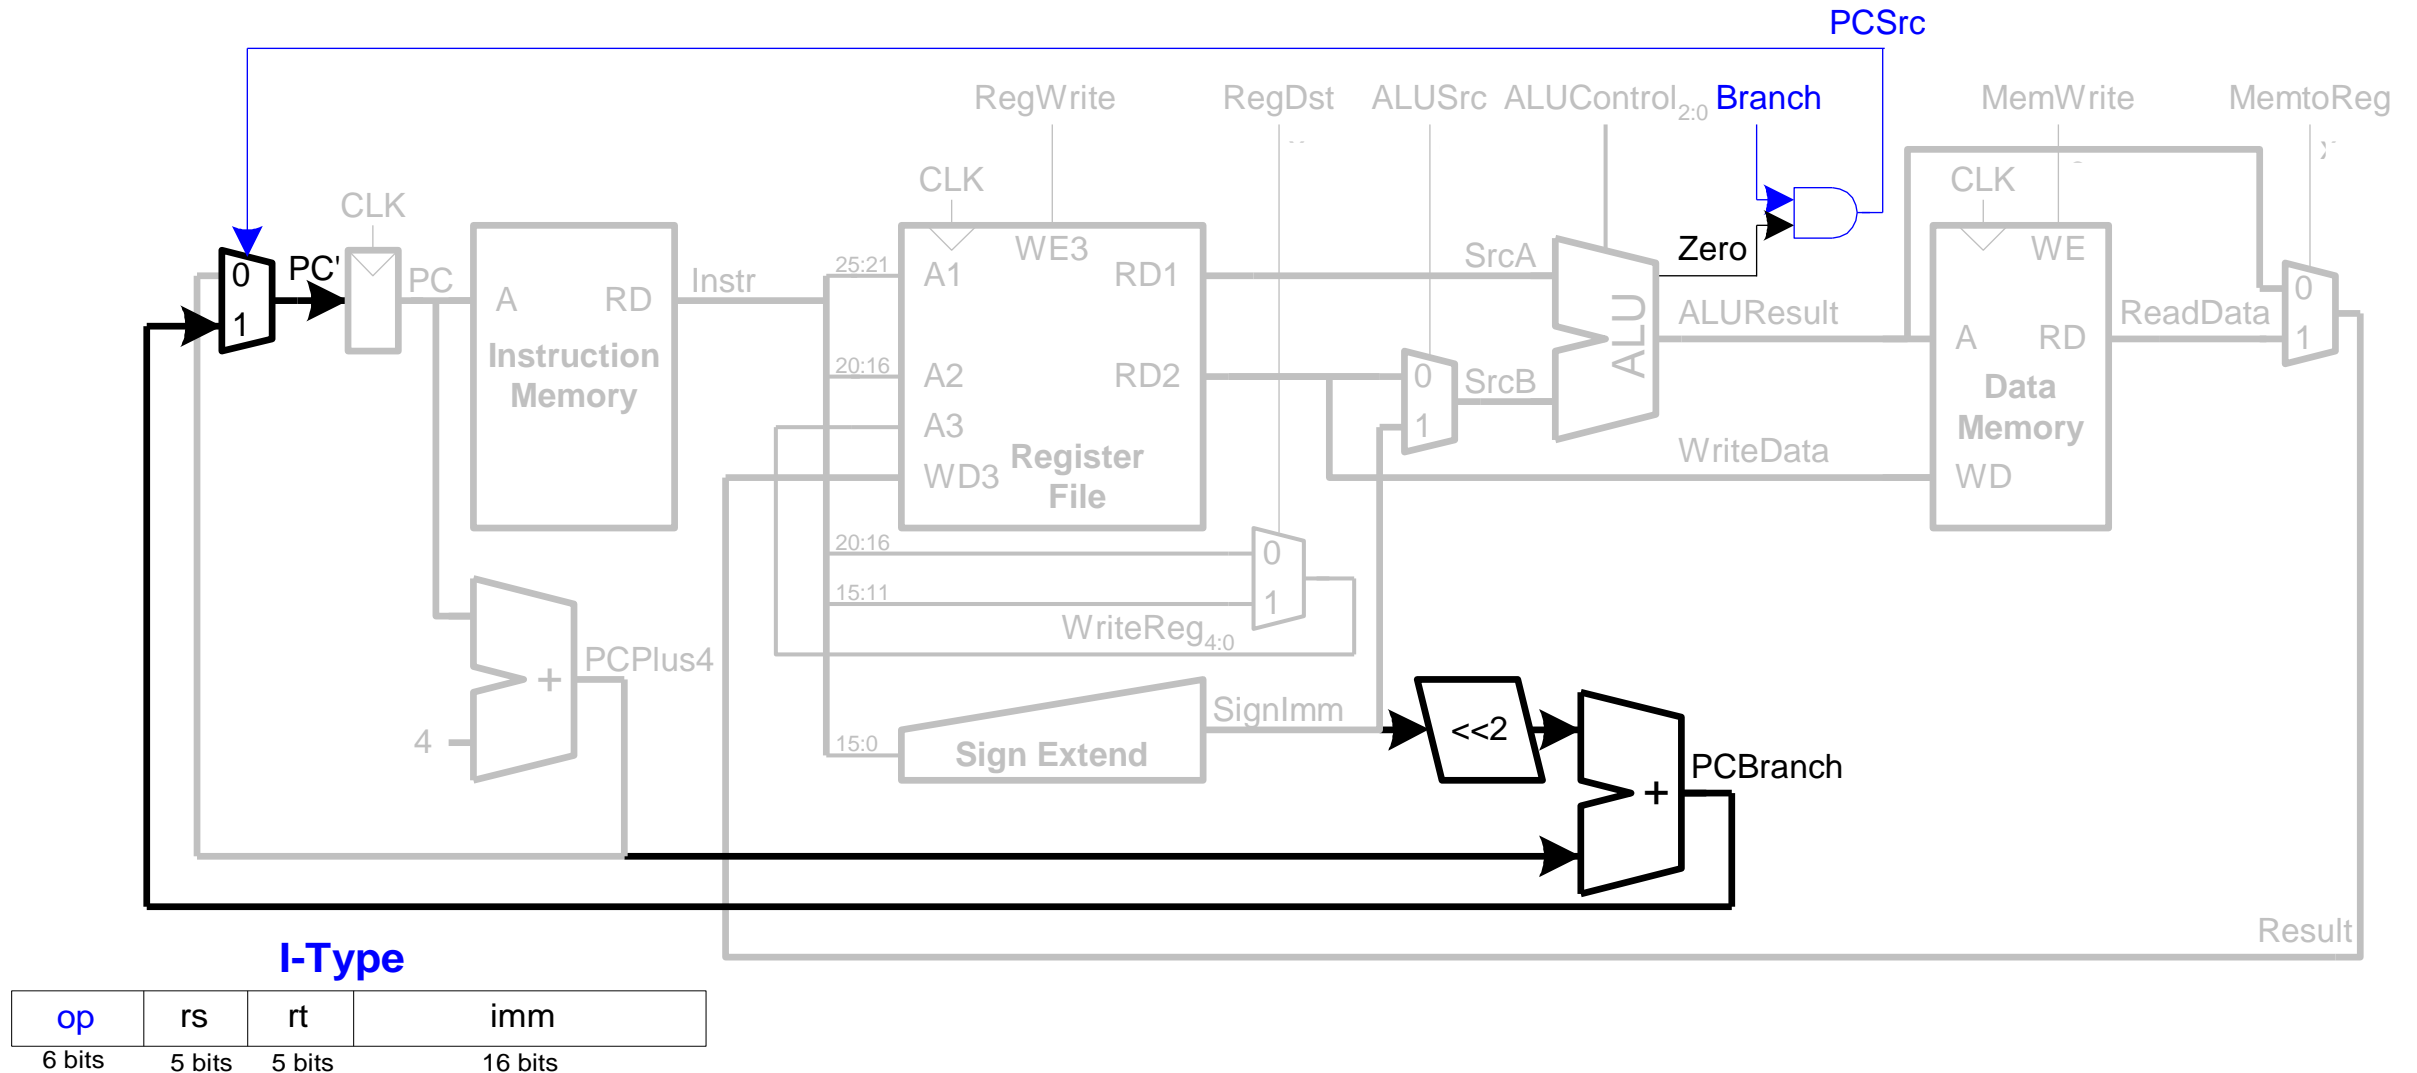 PCSrc
RegWrite
RegDst
ALUSrc
ALUControl2:0
Branch
MemWrite
MemtoReg
CLK
CLK
CLK
0
1
PC'
PC
A
RD
Instruction
Memory
Instr
25:21
20:16
A1
A2
A3
WD3
WE3
RD1
RD2
Register
File
SrcA
0
1
SrcB
ALU
Zero
ALUResult
WriteData
A
RD
WE
Data
Memory
WD
ReadData
0
1
20:16
15:11
0
1
WriteReg4:0
PCPlus4
+
4
15:0
Sign Extend
SignImm
<<2
+
PCBranch
Result
I-Type
op
rs
rt
imm
6 bits
5 bits
5 bits
16 bits